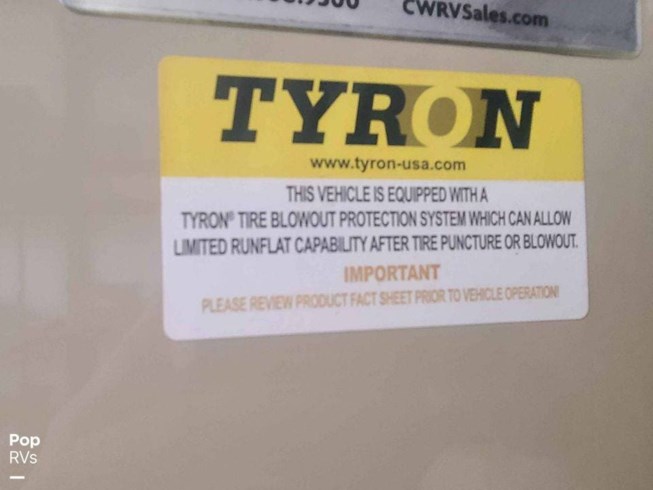 CWRVSales.com
TYRON
www.tyron-usa.com
THIS VEHICLE IS EQUIPPED WITH A
TYRON® TIRE BLOWOUT PROTECTION SYSTEM WHICH CAN ALLOW
LIMITED RUNFLAT CAPABILITY AFTER TIRE PUNCTURE OR BLOWOUT.
IMPORTANT
PLEASE REVIEW PRODUCT FACT SHEET PRIOR TO VEHICLE OPERATION!
Pop
RVs